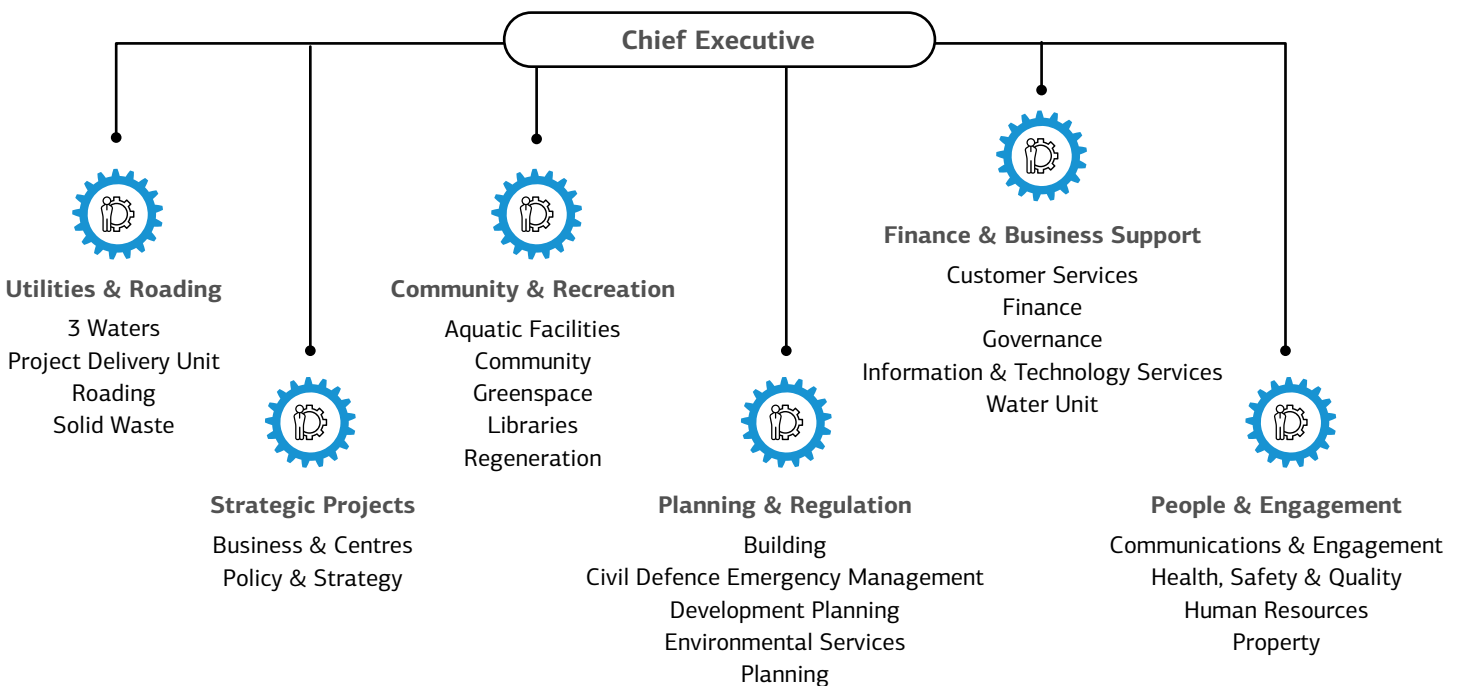 Chief Executive
Utilities & Roading
3 Waters
Project Delivery Unit
Roading
Solid Waste
Strategic Projects
Business & Centres
Policy & Strategy
Community & Recreation
Aquatic Facilities
Community
Greenspace
Libraries
Regeneration
Planning & Regulation
Building
Civil Defence Emergency Management
Development Planning
Environmental Services
Planning
Finance & Business Support
Customer Services
Finance
Governance
Information & Technology Services
Water Unit
People & Engagement
Communications & Engagement
Health, Safety & Quality
Human Resources
Property